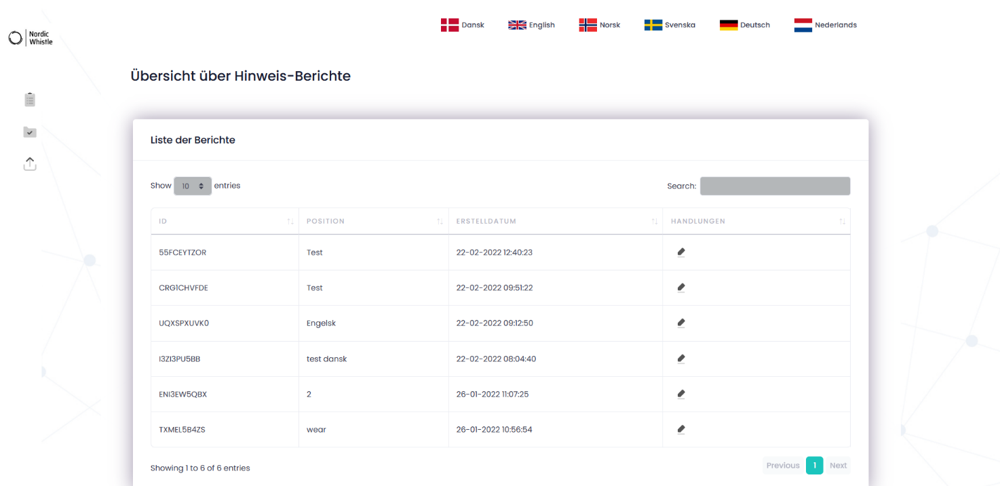 Dansk English Norsk Svenska Deutsch Nederlands
Nordic
Whistle
Übersicht über Hinweis-Berichte
Liste der Berichte
Show 10 entries Search:
ID POSITION ERSTELLDATUM HANDLUNGEN
55FCEYTZOR Test 22-02-2022 12:40:23
CRG1CHVFDE Test 22-02-2022 09:51:22
UQXSPXUVK0 Engelsk 22-02-2022 09:12:50
I3ZI3PU5BB test dansk 22-02-2022 08:04:40
ENI3EW5QBX 2 26-01-2022 11:07:25
TXMEL5B4ZS wear 26-01-2022 10:56:54
Showing 1 to 6 of 6 entries Previous 1 Next